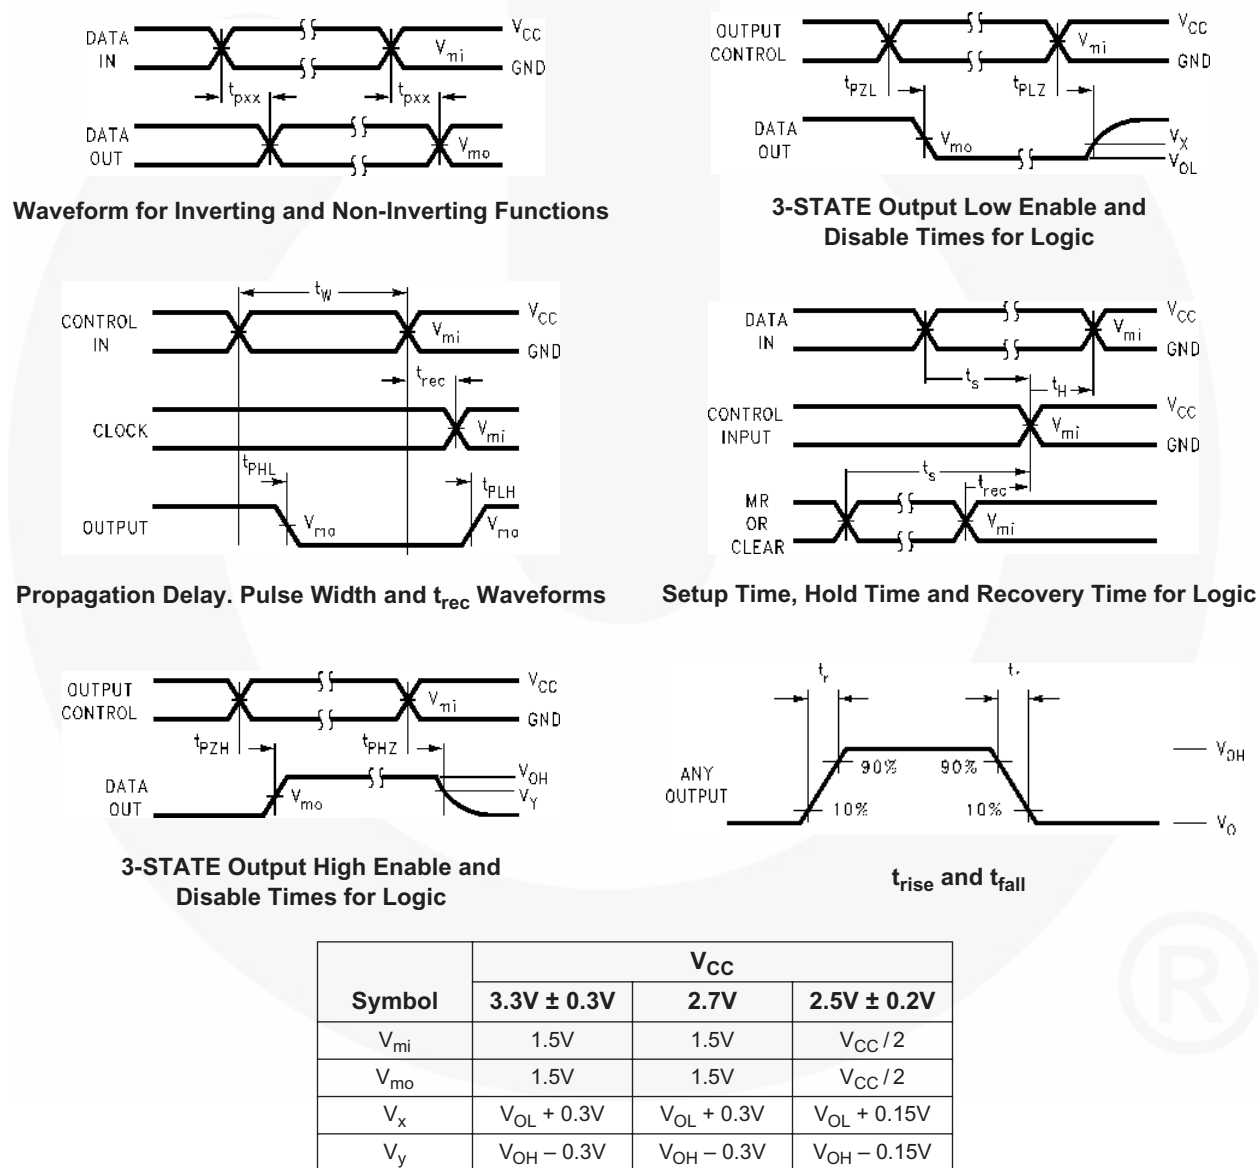 DATA IN
V_CC
V_mi
GND
t_pxx t_pxx
DATA OUT
V_mo
Waveform for Inverting and Non-Inverting Functions
OUTPUT CONTROL
V_CC
V_mi
GND
t_PZL t_PLZ
DATA OUT
V_mo
V_X
V_OL
3-STATE Output Low Enable and
Disable Times for Logic
t_W
CONTROL IN
V_CC
V_mi
GND
t_rec
CLOCK
V_mi
t_PHL
t_PLH
OUTPUT
V_mo V_mo
Propagation Delay. Pulse Width and t_rec Waveforms
DATA IN
V_CC
V_mi
GND
t_s t_H
CONTROL INPUT
V_CC
V_mi
GND
t_s
t_rec
MR OR CLEAR
V_mi
Setup Time, Hold Time and Recovery Time for Logic
OUTPUT CONTROL
V_CC
V_mi
GND
t_PZH t_PHZ
DATA OUT
V_mo
V_OH
V_Y
3-STATE Output High Enable and
Disable Times for Logic
t_r
ANY OUTPUT
90% 90%
10% 10%
V_OH
t_rise and t_fall
V_CC
Symbol 3.3V ± 0.3V 2.7V 2.5V ± 0.2V
V_mi 1.5V 1.5V V_CC / 2
V_mo 1.5V 1.5V V_CC / 2
V_x V_OL + 0.3V V_OL + 0.3V V_OL + 0.15V
V_y V_OH – 0.3V V_OH – 0.3V V_OH – 0.15V
®